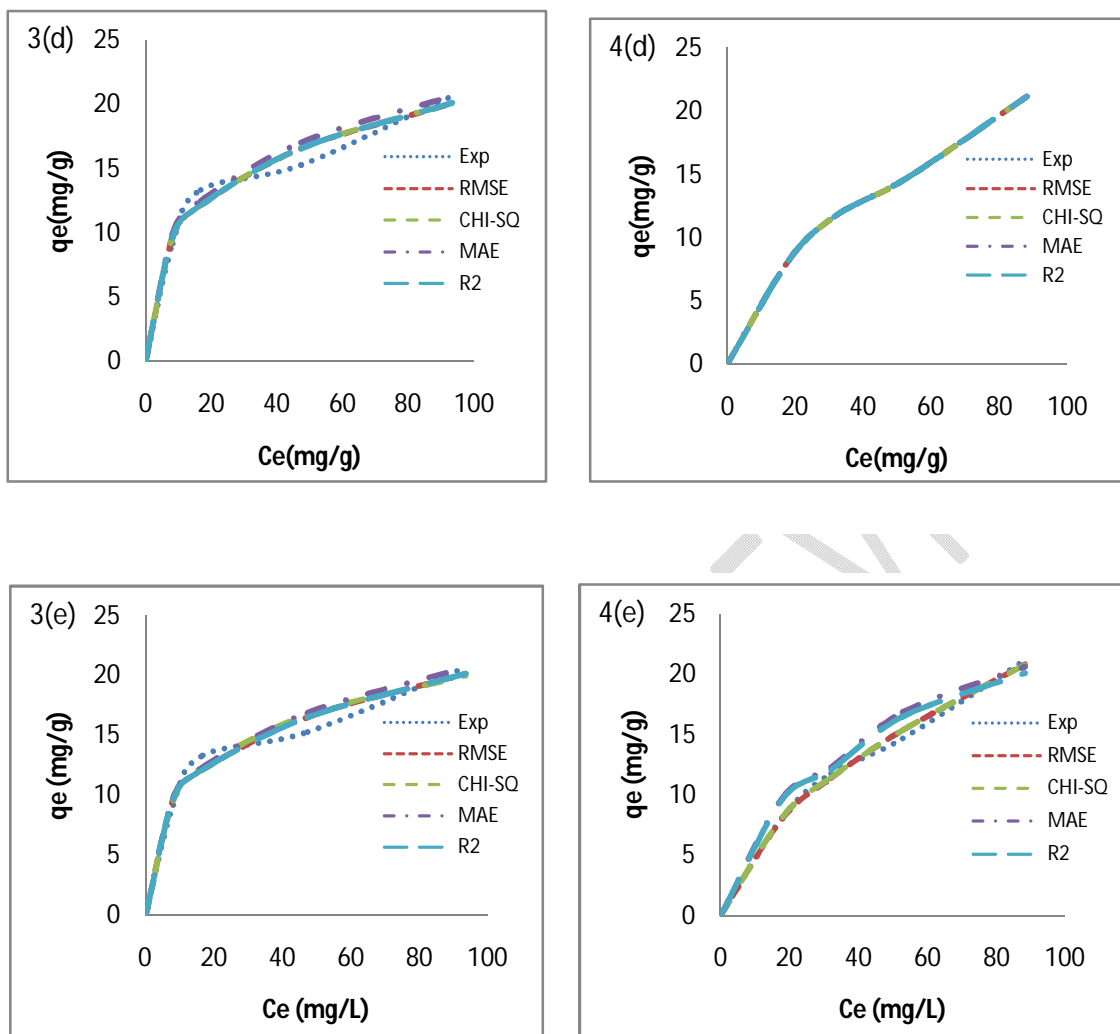 3(d)
25
20
15
10
5
0
qe(mg/g)
0 20 40 60 80 100
Ce(mg/g)
Exp
RMSE
CHI-SQ
MAE
R2
4(d)
25
20
15
10
5
0
qe(mg/g)
0 20 40 60 80 100
Ce(mg/g)
Exp
RMSE
CHI-SQ
MAE
R2
3(e)
25
20
15
10
5
0
qe (mg/g)
0 20 40 60 80 100
Ce (mg/L)
Exp
RMSE
CHI-SQ
MAE
R2
4(e)
25
20
15
10
5
0
qe (mg/g)
0 20 40 60 80 100
Ce (mg/L)
Exp
RMSE
CHI-SQ
MAE
R2